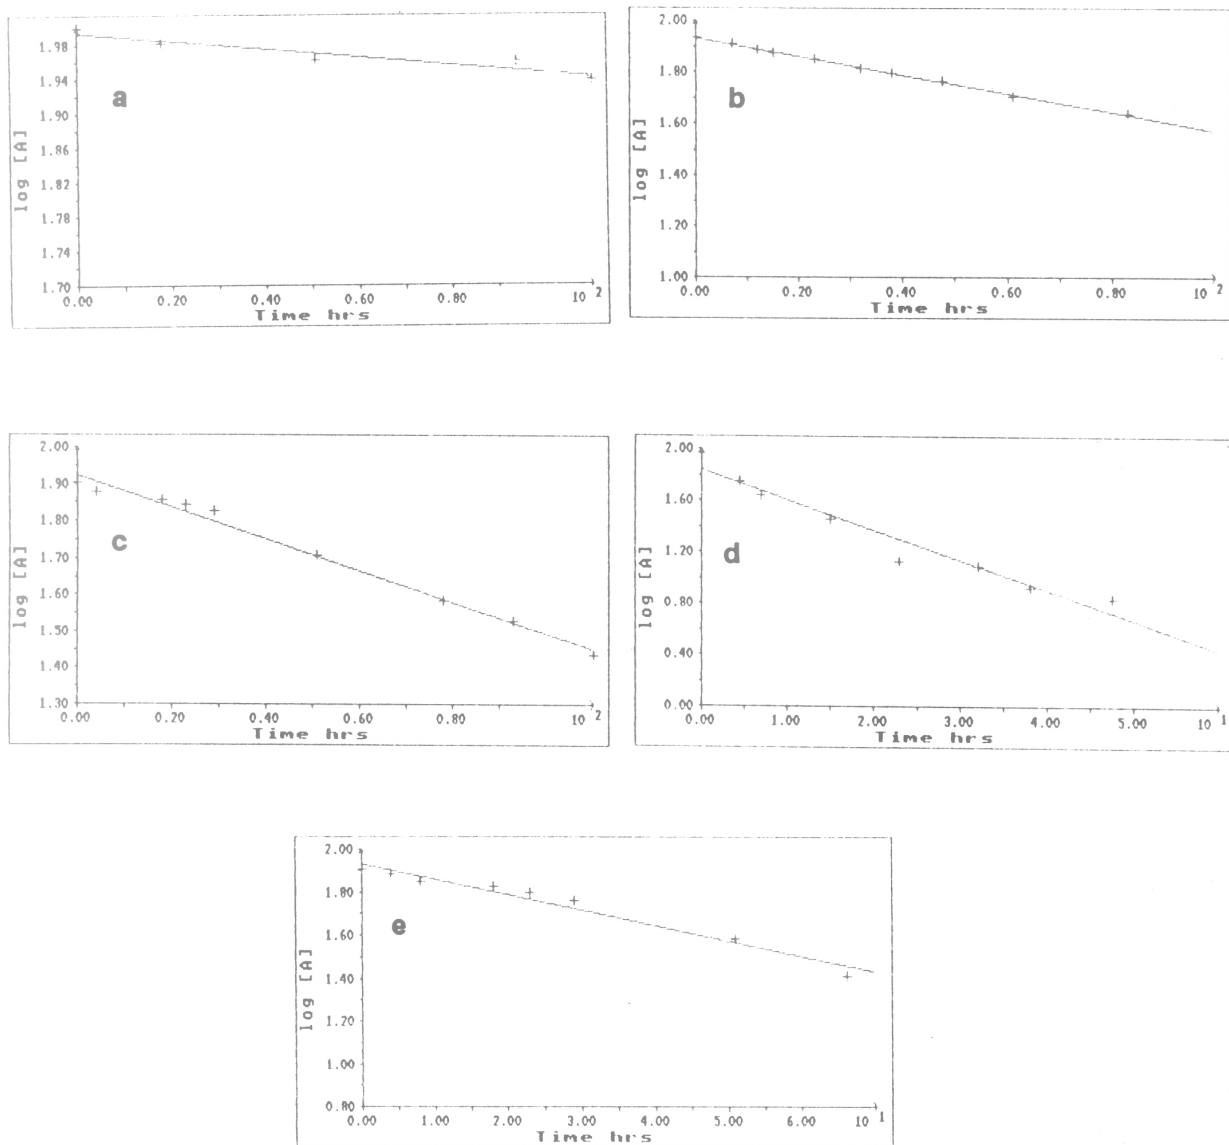 a
log [A]
1.98
1.94
1.90
1.86
1.82
1.78
1.74
1.70
0.00 0.20 0.40 0.60 0.80 10 2
Time hrs
b
log [A]
2.00
1.80
1.60
1.40
1.20
1.00
0.00 0.20 0.40 0.60 0.80 10 2
Time hrs
c
log [A]
2.00
1.90
1.80
1.70
1.60
1.50
1.40
1.30
0.00 0.20 0.40 0.60 0.80 10 2
Time hrs
d
log [A]
2.00
1.60
1.20
0.80
0.40
0.00
0.00 1.00 2.00 3.00 4.00 5.00 10 1
Time hrs
e
log [A]
2.00
1.80
1.60
1.40
1.20
1.00
0.80
0.00 1.00 2.00 3.00 4.00 5.00 6.00 10 1
Time hrs